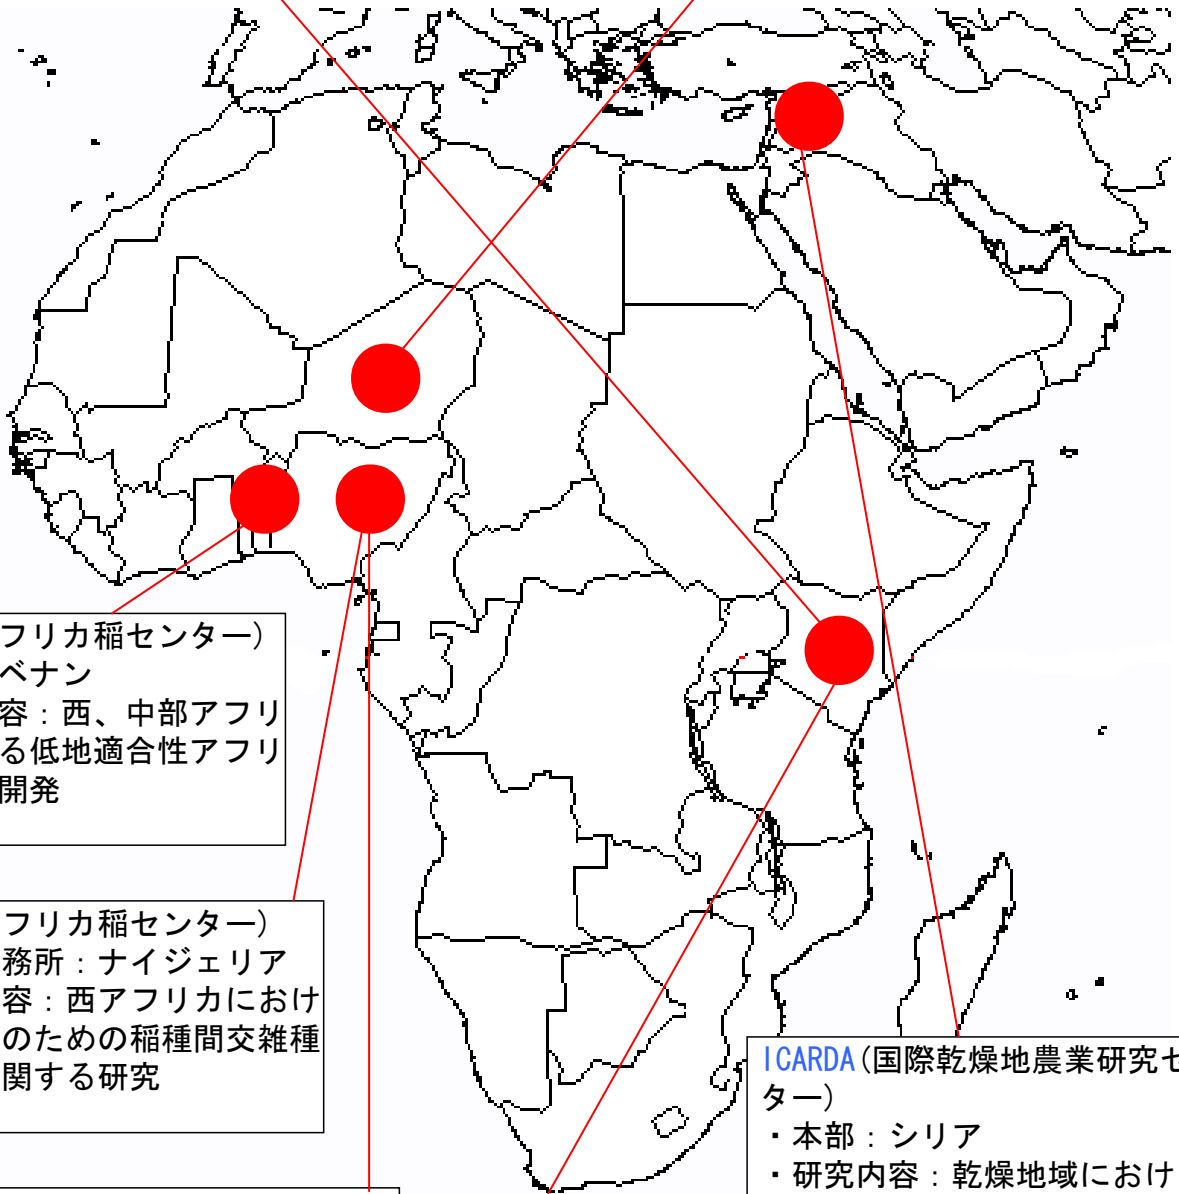 フリカ稲センター)
ベナン
容：西、中部アフリ
る低地適合性アフリ
開発
フリカ稲センター)
務所：ナイジェリア
容：西アフリカにおけ
のための稲種間交雑種
関する研究
ICARDA(国際乾燥地農業研究セ
ター)
・本部：シリア
・研究内容：乾燥地域におけ